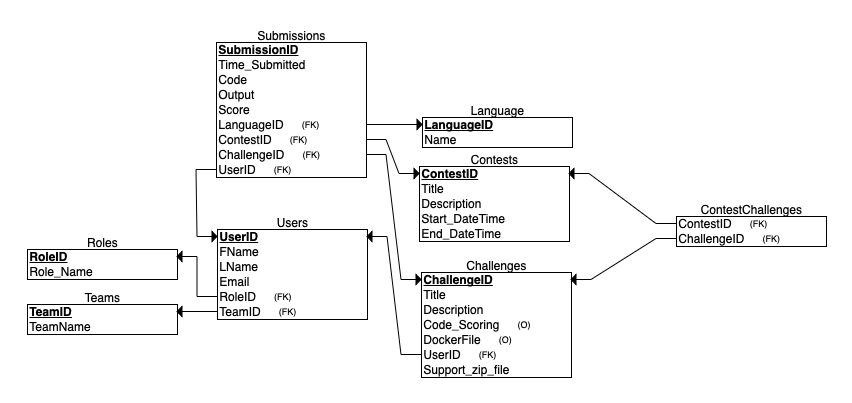 Submissions
SubmissionID
Time_Submitted
Code
Output
Score
LanguageID (FK)
ContestID (FK)
ChallengeID (FK)
UserID (FK)
Language
LanguageID
Name
Contests
ContestID
Title
Description
Start_DateTime
End_DateTime
ContestChallenges
ContestID (FK)
ChallengeID (FK)
Users
UserID
FName
LName
Email
RoleID (FK)
TeamID (FK)
Roles
RoleID
Role_Name
Teams
TeamID
TeamName
Challenges
ChallengeID
Title
Description
Code_Scoring (O)
DockerFile (O)
UserID (FK)
Support_zip_file